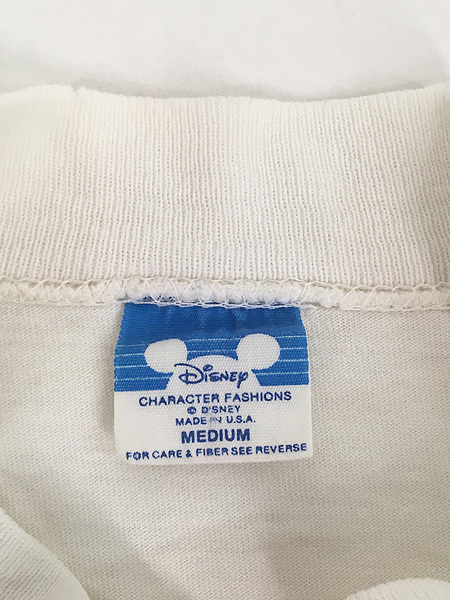 Disney
CHARACTER FASHIONS
© DISNEY
MADE IN U.S.A.
MEDIUM
FOR CARE & FIBER SEE REVERSE